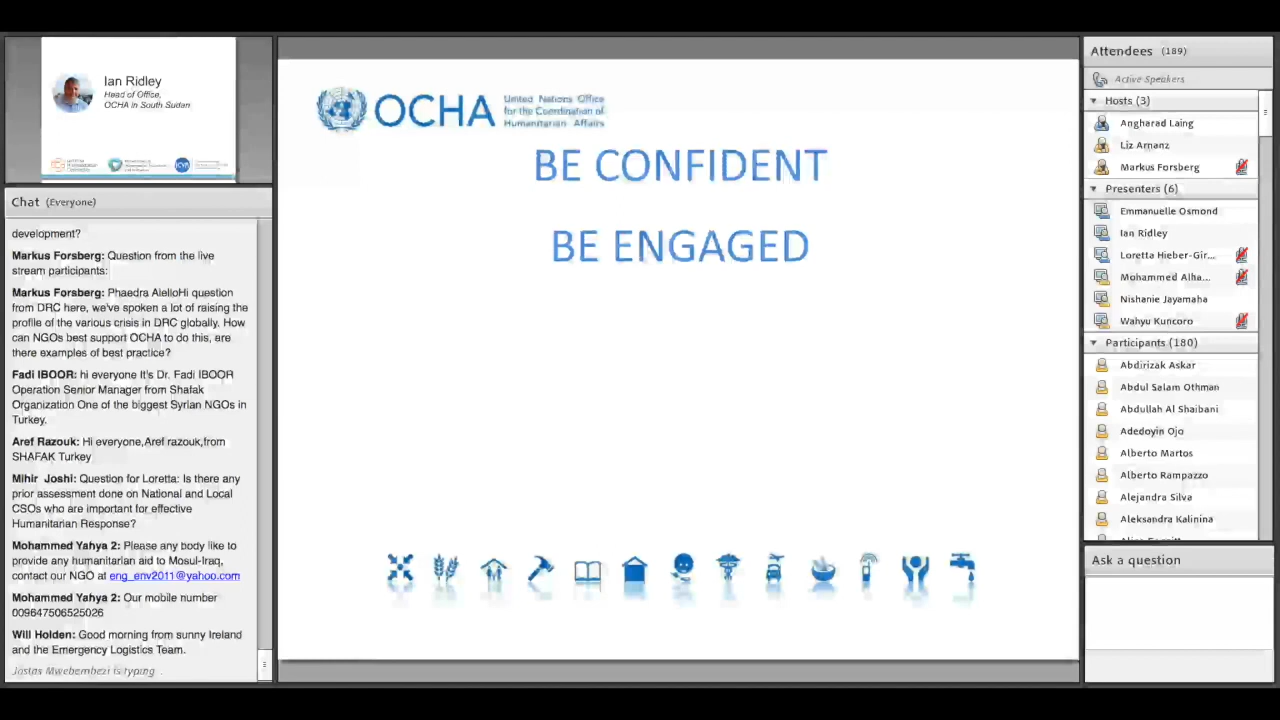 Ian Ridley
Head of Office,
OCHA in South Sudan
Chat (Everyone)
development?
Markus Forsberg: Question from the live
stream participants:
Markus Forsberg: Phaedra AlelloHi question
from DRC here, we've spoken a lot of raising the
profile of the various crisis in DRC globally. How
can NGOs best support OCHA to do this, are
there examples of best practice?
Fadi IBOOR: hi everyone It's Dr. Fadi IBOOR
Operation Senior Manager from Shafak
Organization One of the biggest Syrian NGOs in
Turkey.
Aref Razouk: Hi everyone,Aref razouk,from
SHAFAK Turkey
Mihir Joshi: Question for Loretta: Is there any
prior assessment done on National and Local
CSOs who are important for effective
Humanitarian Response?
Mohammed Yahya 2: Please any body like to
provide any humanitarian aid to Mosul-Iraq,
contact our NGO at eng_env2011@yahoo.com
Mohammed Yahya 2: Our mobile number
009647506525026
Will Holden: Good morning from sunny Ireland
and the Emergency Logistics Team.
Jostas Mwebembezi is typing
OCHA
United Nations Office
for the Coordination of
Humanitarian Affairs
BE CONFIDENT
BE ENGAGED
Attendees (189)
Active Speakers
Hosts (3)
Angharad Laing
Liz Arnanz
Markus Forsberg
Presenters (6)
Emmanuelle Osmond
Ian Ridley
Loretta Hieber-Gir...
Mohammed Alha...
Nishanie Jayamaha
Wahyu Kuncoro
Participants (180)
Abdirizak Askar
Abdul Salam Othman
Abdullah Al Shaibani
Adedoyin Ojo
Alberto Martos
Alberto Rampazzo
Alejandra Silva
Aleksandra Kalinina
Ask a question